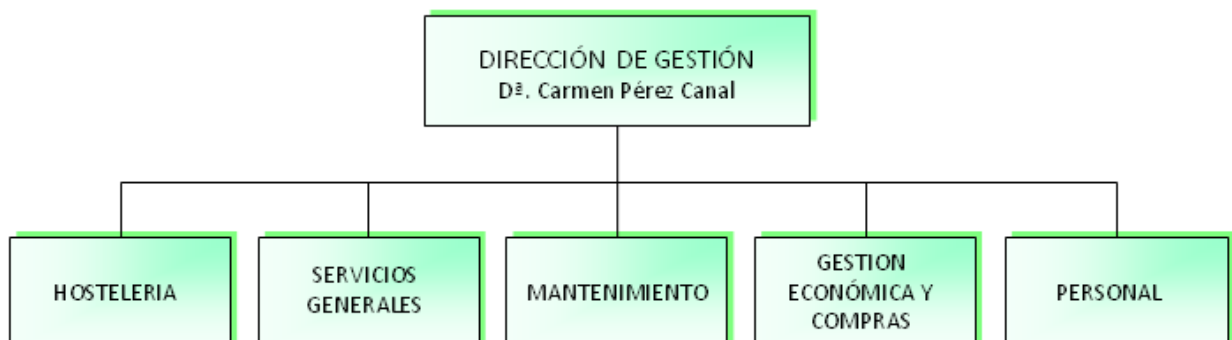 DIRECCIÓN DE GESTIÓN
Dª. Carmen Pérez Canal
HOSTELERIA
SERVICIOS
GENERALES
MANTENIMIENTO
GESTION
ECONÓMICA Y
COMPRAS
PERSONAL